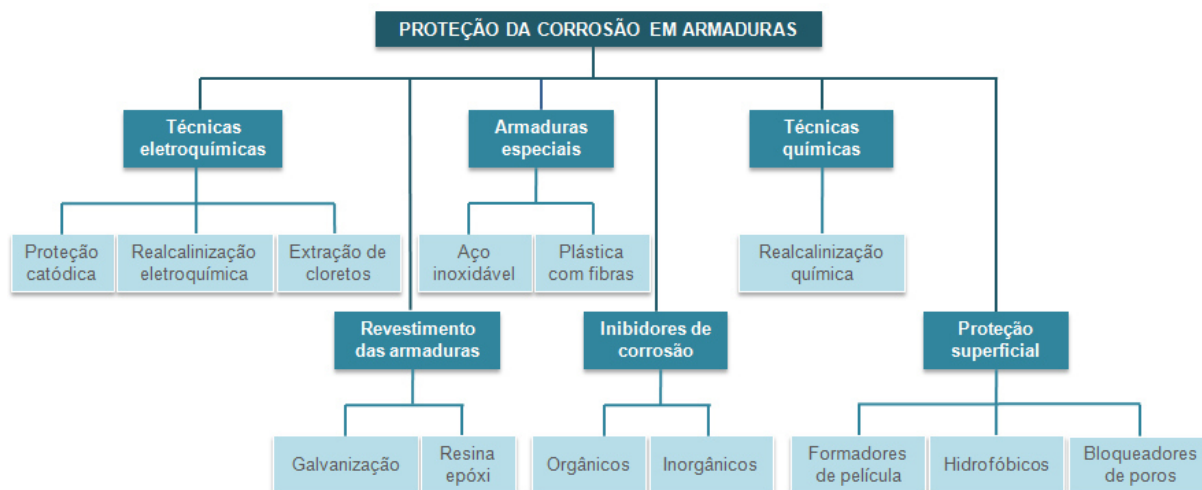 PROTEÇÃO DA CORROSÃO EM ARMADURAS
Técnicas
eletroquímicas
Armaduras
especiais
Técnicas
químicas
Proteção
catódica
Realcalinização
eletroquímica
Extração de
cloretos
Aço
inoxidável
Plástica
com fibras
Realcalinização
química
Revestimento
das armaduras
Inibidores de
corrosão
Proteção
superficial
Galvanização
Resina
epóxi
Orgânicos
Inorgânicos
Formadores
de película
Hidrofóbicos
Bloqueadores
de poros